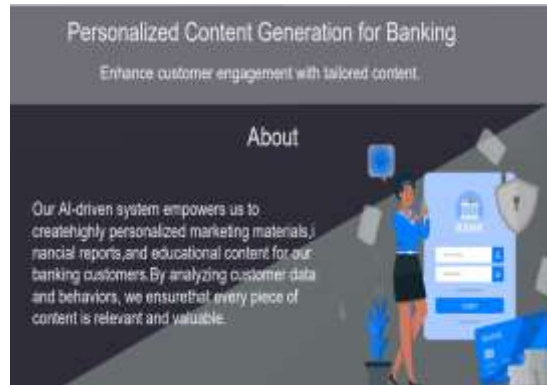 Personalized Content Generation for Banking
Enhance customer engagement with tailored content.
About
Our AI-driven system empowers us to
createhighly personalized marketing materials,i
nancial reports,and educational content for our
banking customers.By analyzing customer data
and behaviors, we ensurethat every piece of
content is relevant and valuable.
BANK